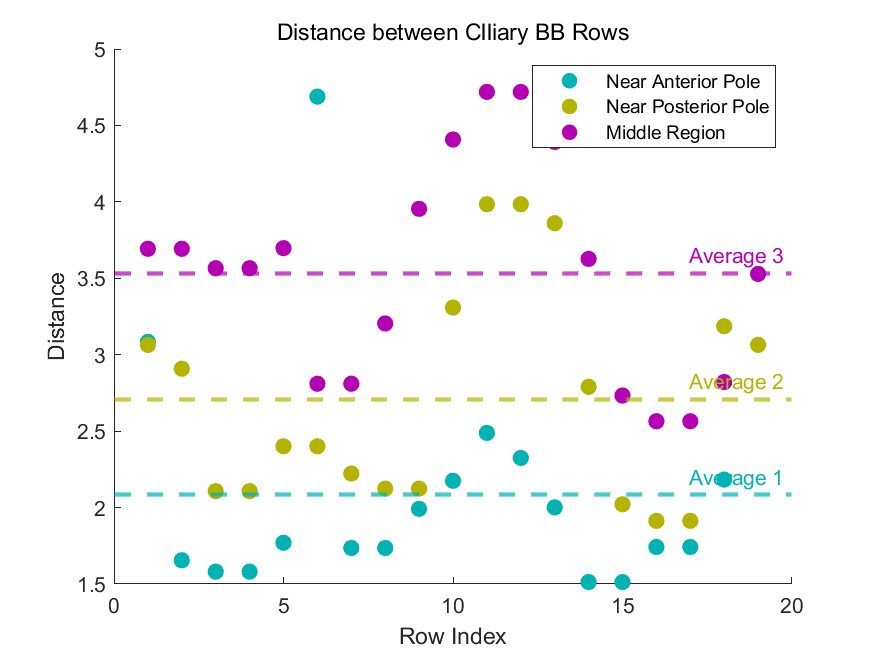 Distance between CIliary BB Rows
Near Anterior Pole
Near Posterior Pole
Middle Region
5
4.5
4
3.5
3
2.5
2
1.5
Distance
Average 3
Average 2
Average 1
0
5
10
15
20
Row Index